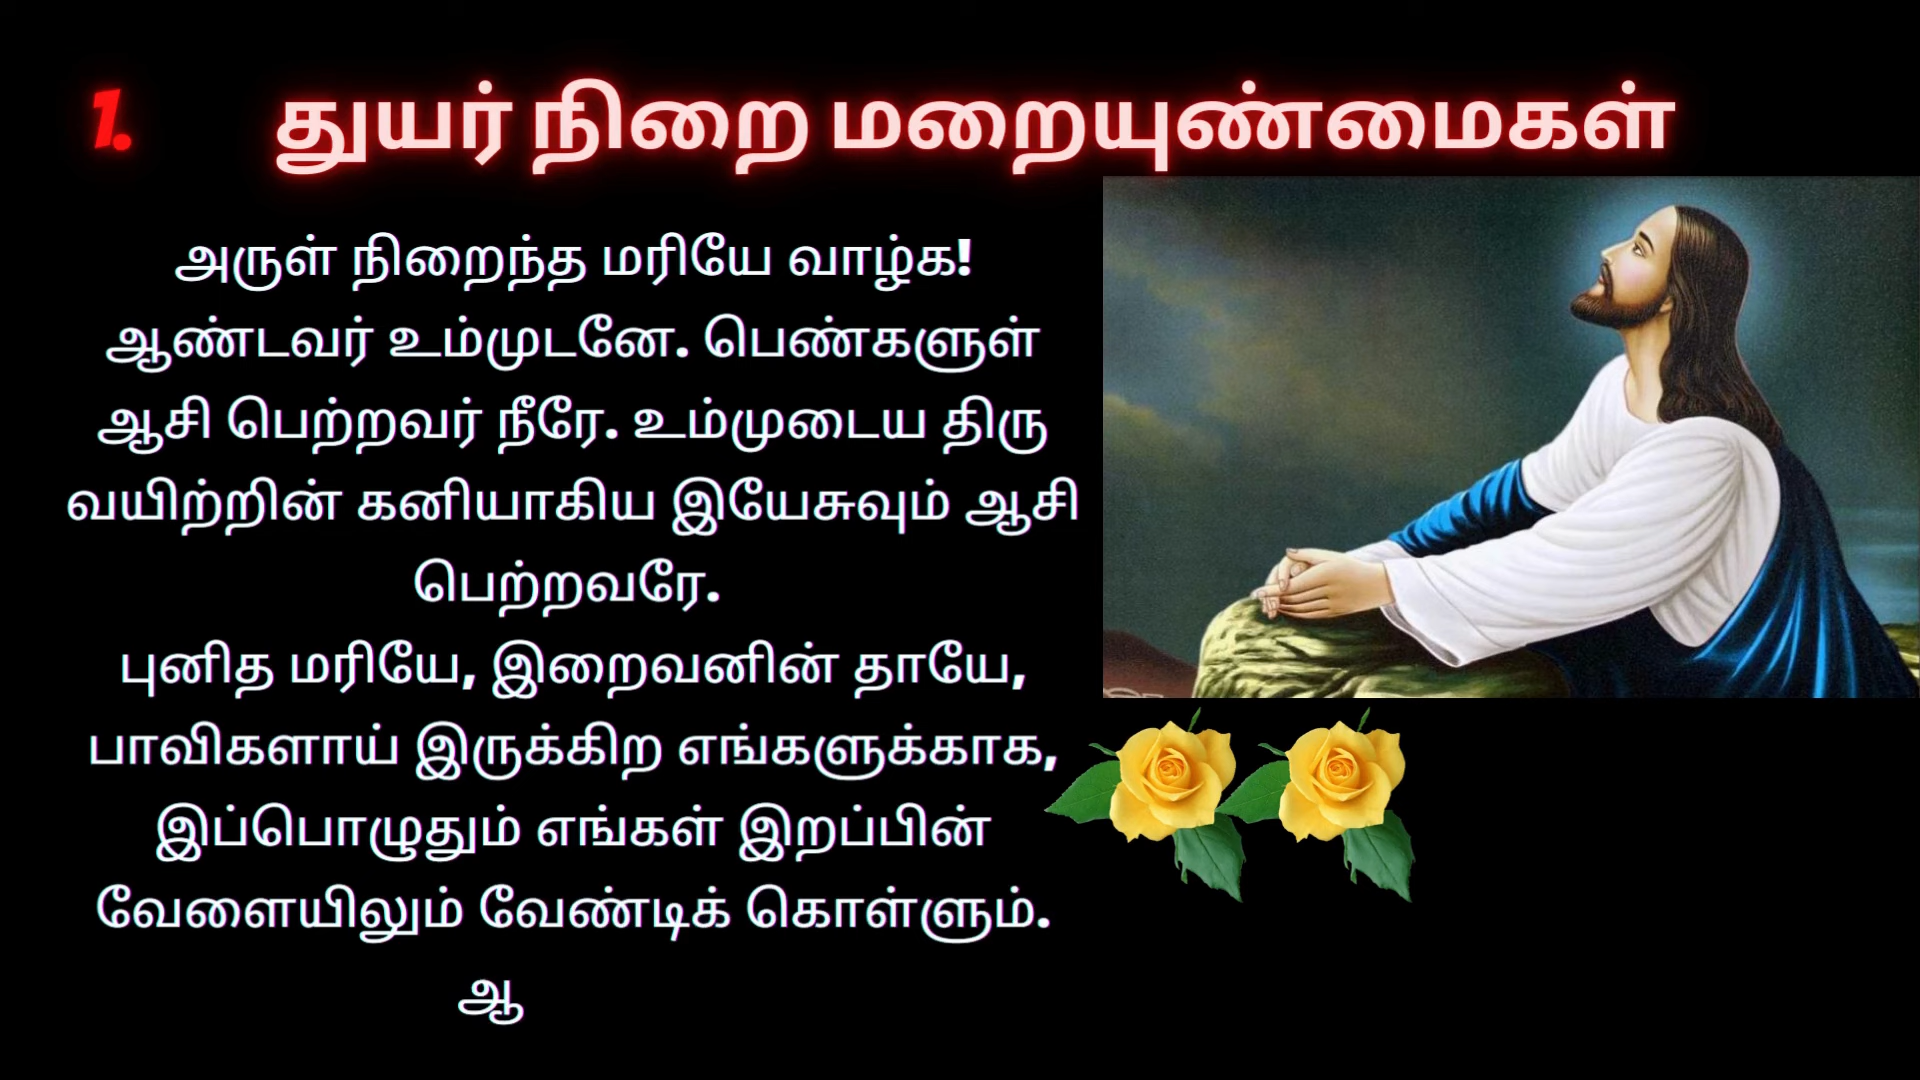 1. துயர் நிறை மறையுண்மைகள்
அருள் நிறைந்த மரியே வாழ்க!
ஆண்டவர் உம்முடனே. பெண்களுள்
ஆசி பெற்றவர் நீரே. உம்முடைய திரு
வயிற்றின் கனியாகிய இயேசுவும் ஆசி
பெற்றவரே.
புனித மரியே, இறைவனின் தாயே,
பாவிகளாய் இருக்கிற எங்களுக்காக,
இப்பொழுதும் எங்கள் இறப்பின்
வேளையிலும் வேண்டிக் கொள்ளும்.
ஆ